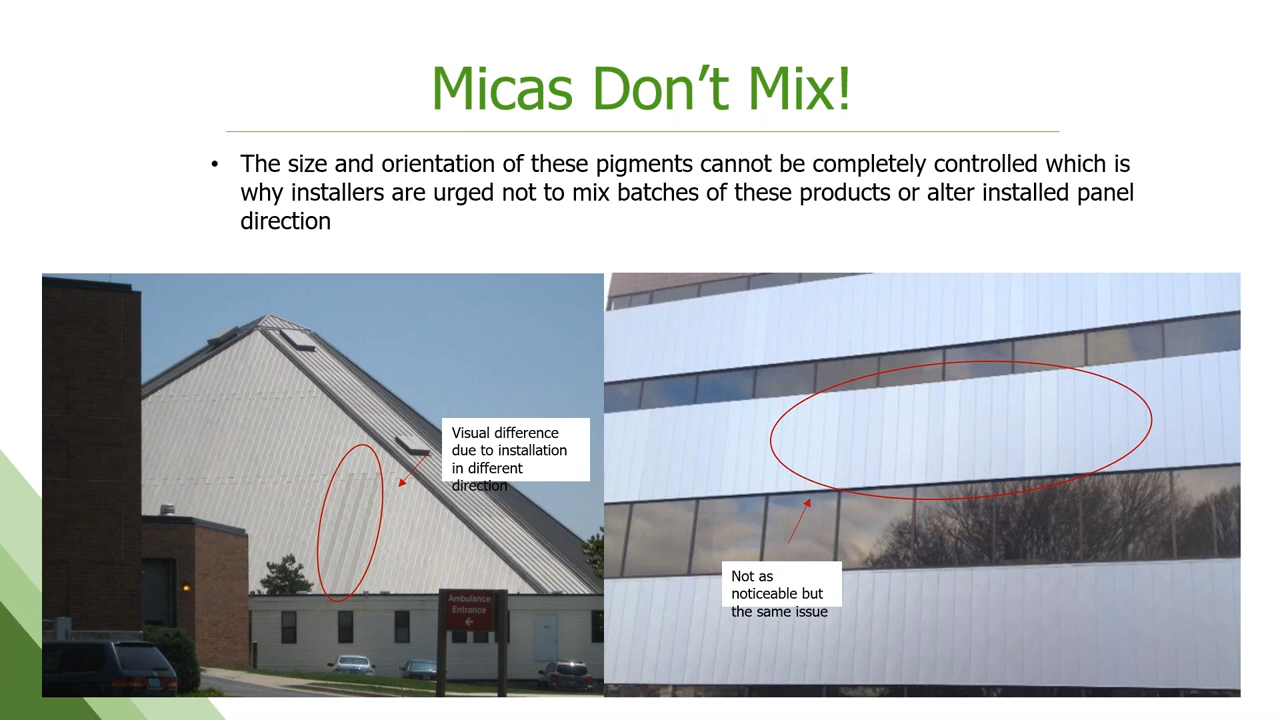 Micas Don’t Mix!
• The size and orientation of these pigments cannot be completely controlled which is
why installers are urged not to mix batches of these products or alter installed panel
direction
Visual difference
due to installation
in different
direction
Ambulance
Entrance
←
Not as
noticeable but
the same issue